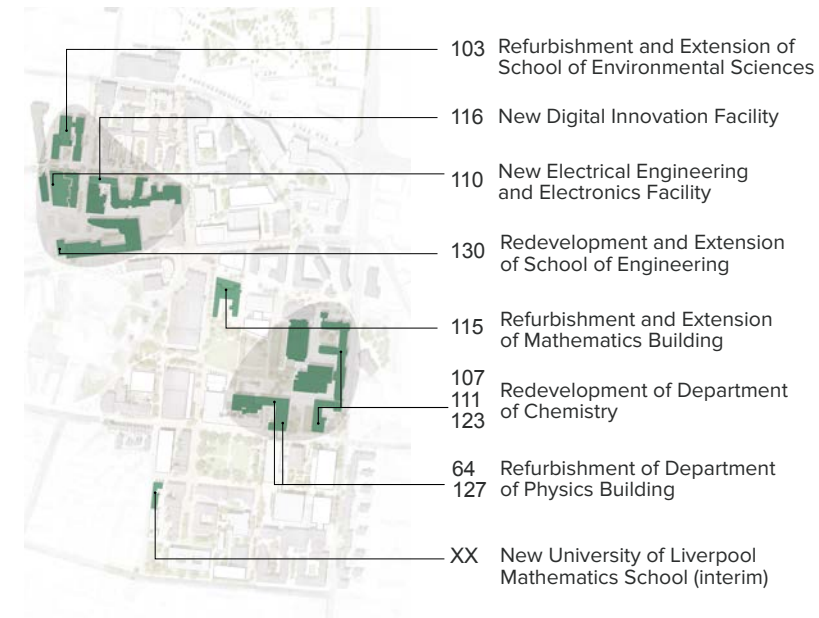 103 Refurbishment and Extension of
School of Environmental Sciences
116 New Digital Innovation Facility
110 New Electrical Engineering
and Electronics Facility
130 Redevelopment and Extension
of School of Engineering
115 Refurbishment and Extension
of Mathematics Building
107
111
123
Redevelopment of Department
of Chemistry
64
127
Refurbishment of Department
of Physics Building
XX New University of Liverpool
Mathematics School (interim)